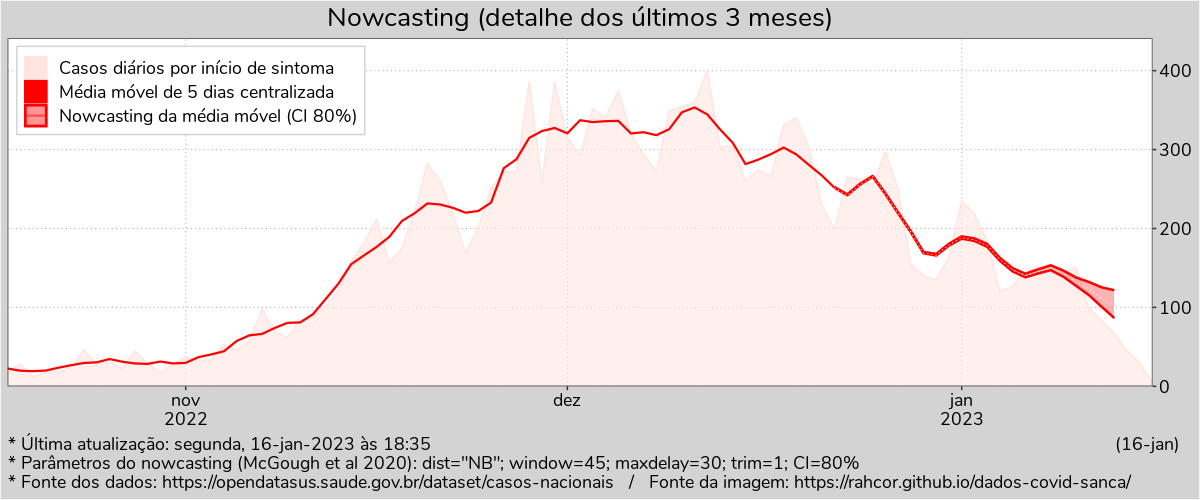 Nowcasting (detalhe dos últimos 3 meses)
Casos diários por início de sintoma
Média móvel de 5 dias centralizada
Nowcasting da média móvel (CI 80%)
400
300
200
100
0
nov
2022
dez
jan
2023
* Última atualização: segunda, 16-jan-2023 às 18:35
(16-jan)
* Parâmetros do nowcasting (McGough et al 2020): dist="NB"; window=45; maxdelay=30; trim=1; CI=80%
* Fonte dos dados: https://opendatasus.saude.gov.br/dataset/casos-nacionais / Fonte da imagem: https://rahcor.github.io/dados-covid-sanca/